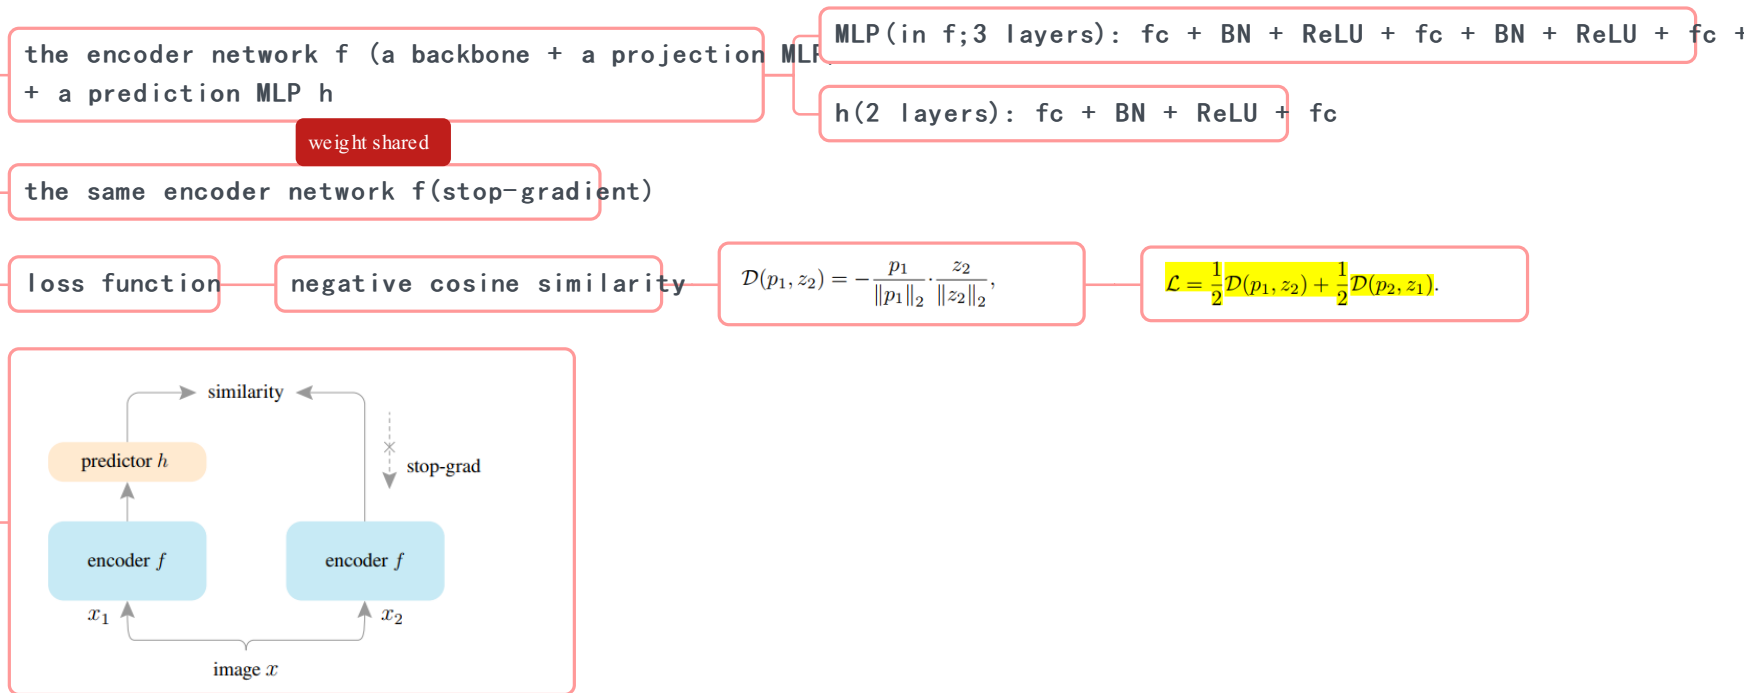 the encoder network f (a backbone + a projection MLP)
+ a prediction MLP h
MLP(in f;3 layers): fc + BN + ReLU + fc + BN + ReLU + fc +
h(2 layers): fc + BN + ReLU + fc
weight shared
the same encoder network f(stop-gradient)
loss function
negative cosine similarity
𝒟(p₁, z₂) = − p₁/‖p₁‖₂ · z₂/‖z₂‖₂,
ℒ = 1/2 𝒟(p₁, z₂) + 1/2 𝒟(p₂, z₁).
similarity
predictor h
stop-grad
encoder f
encoder f
x₁
x₂
image x